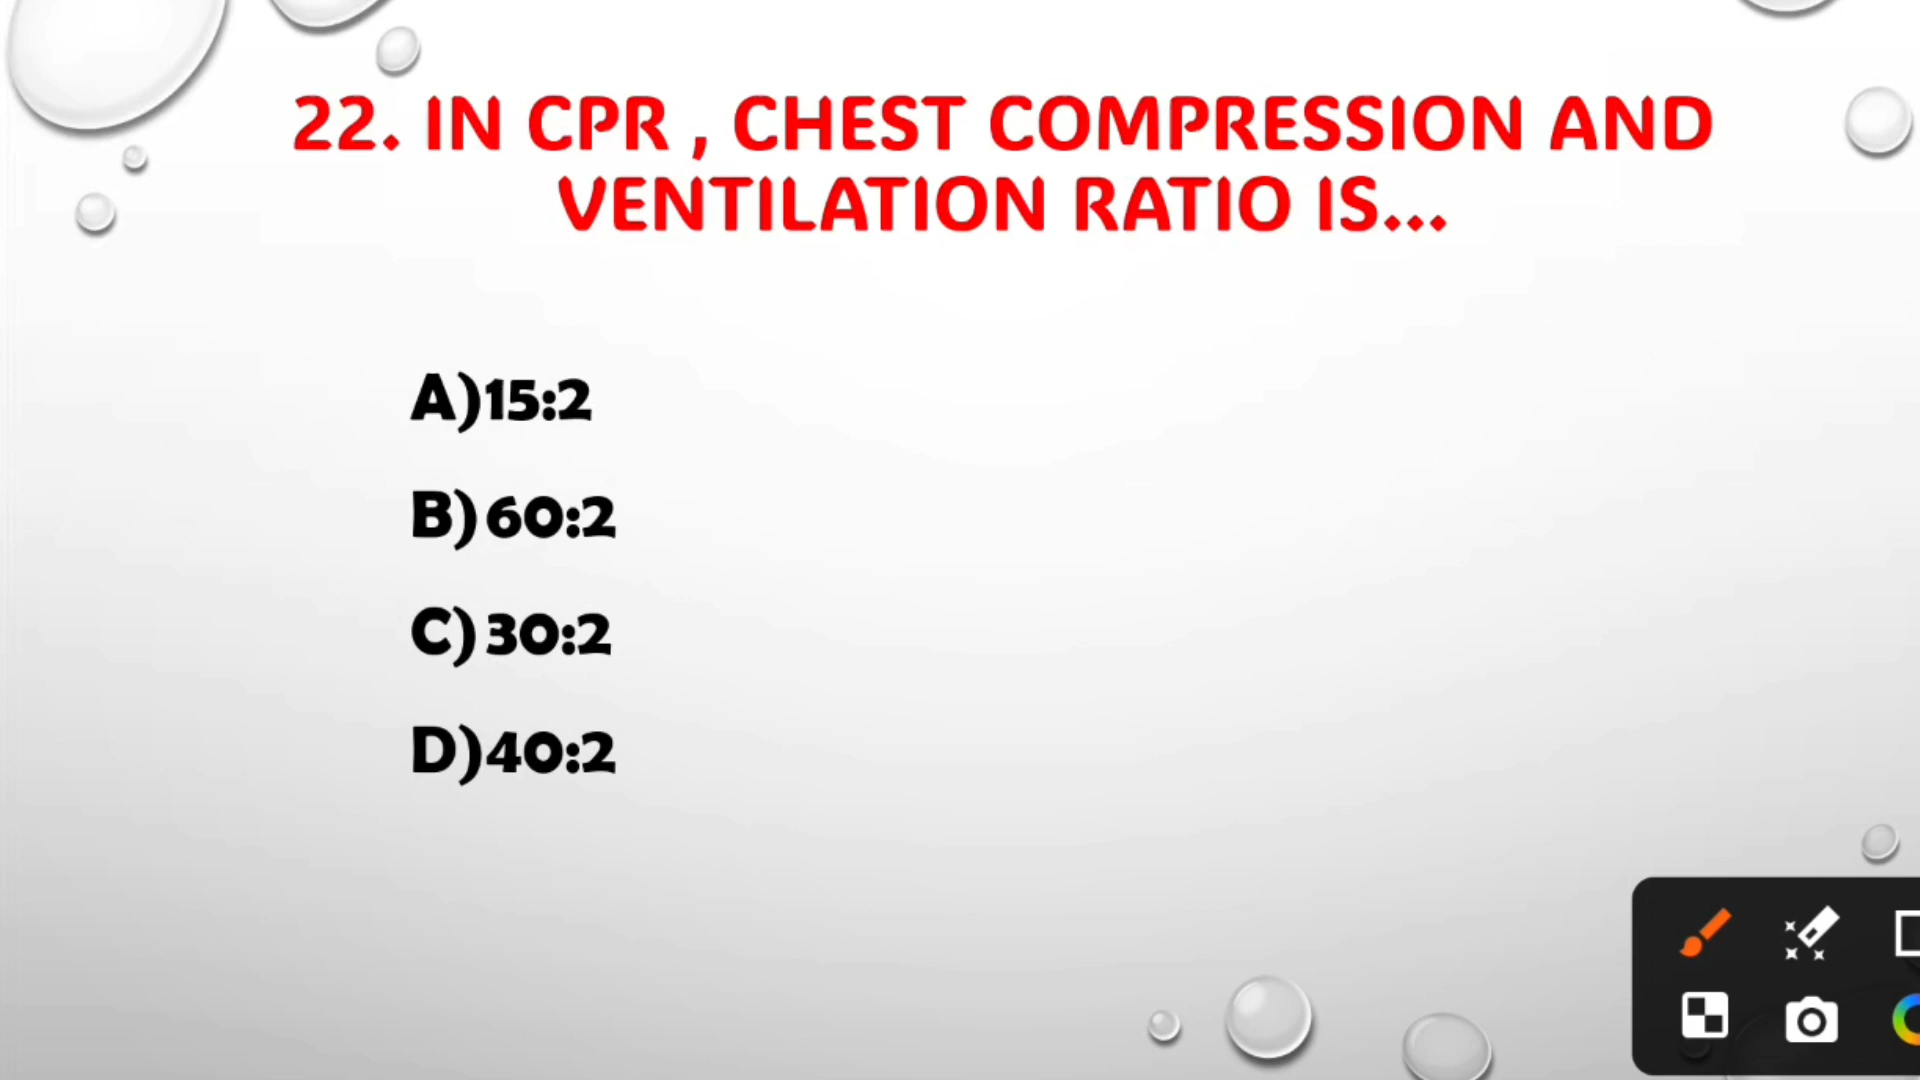 22. IN CPR , CHEST COMPRESSION AND
VENTILATION RATIO IS...
A)15:2
B)60:2
C)30:2
D)40:2